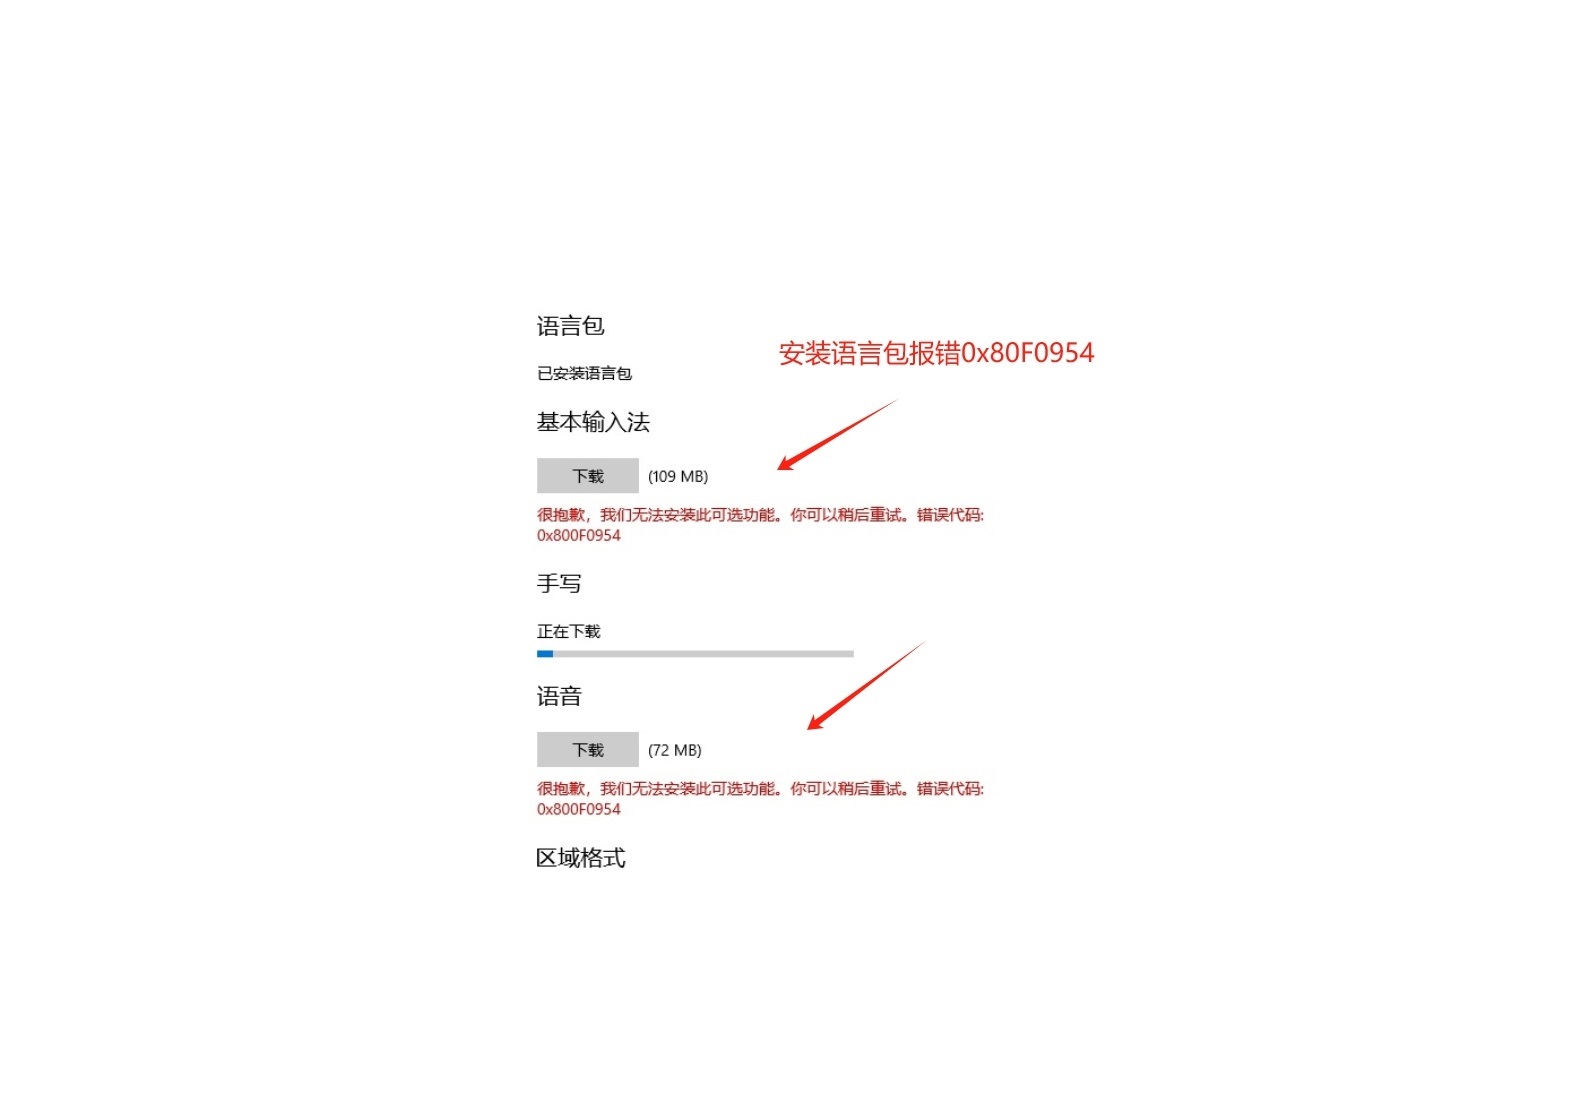 语言包
安装语言包报错0x80F0954
已安装语言包
基本输入法
下载 (109 MB)
很抱歉，我们无法安装此可选功能。你可以稍后重试。错误代码:
0x800F0954
手写
正在下载
语音
下载 (72 MB)
很抱歉，我们无法安装此可选功能。你可以稍后重试。错误代码:
0x800F0954
区域格式